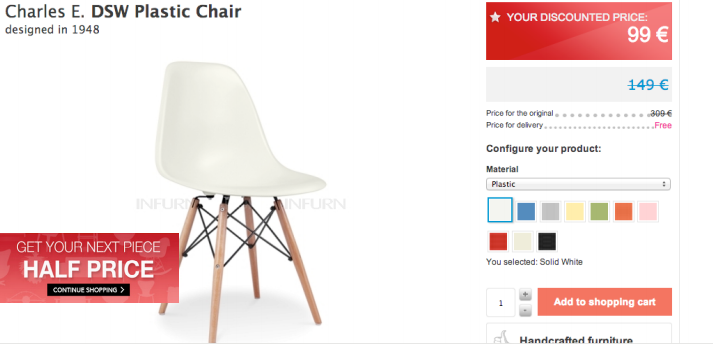 Charles E. DSW Plastic Chair
designed in 1948
INFURN INFURN
GET YOUR NEXT PIECE
HALF PRICE
CONTINUE SHOPPING >
★ YOUR DISCOUNTED PRICE:
99 €
149 €
Price for the original 309 €
Price for delivery Free
Configure your product:
Material
Plastic
You selected: Solid White
1
+
-
Add to shopping cart
Handcrafted furniture